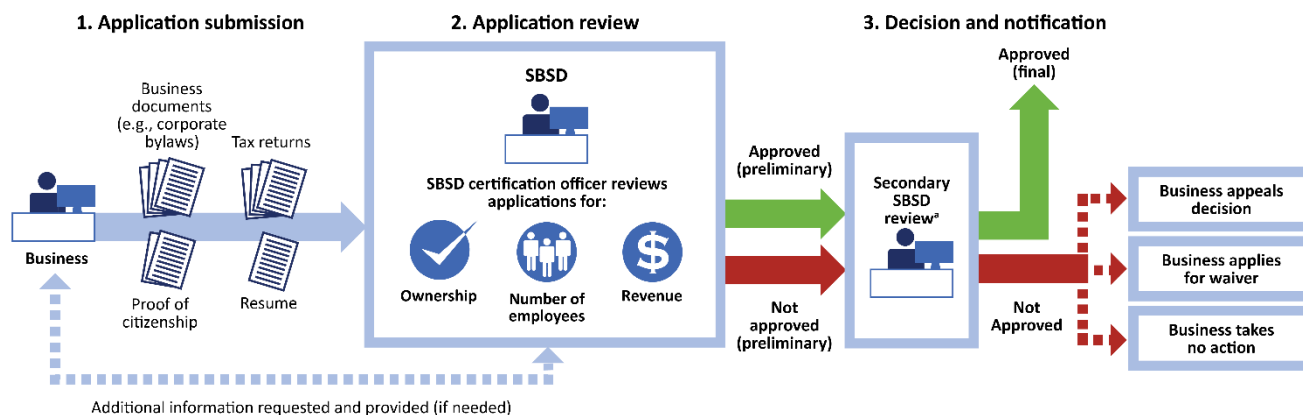 1. Application submission
2. Application review
3. Decision and notification
Business
documents
(e.g., corporate
bylaws)
Tax returns
Business
Proof of
citizenship
Resume
Additional information requested and provided (if needed)
SBSD
SBSD certification officer reviews
applications for:
Ownership
Number of
employees
Revenue
$
Approved
(preliminary)
Not
approved
(preliminary)
Secondary
SBSD
reviewᵃ
Approved
(final)
Not
Approved
Business appeals
decision
Business applies
for waiver
Business takes
no action